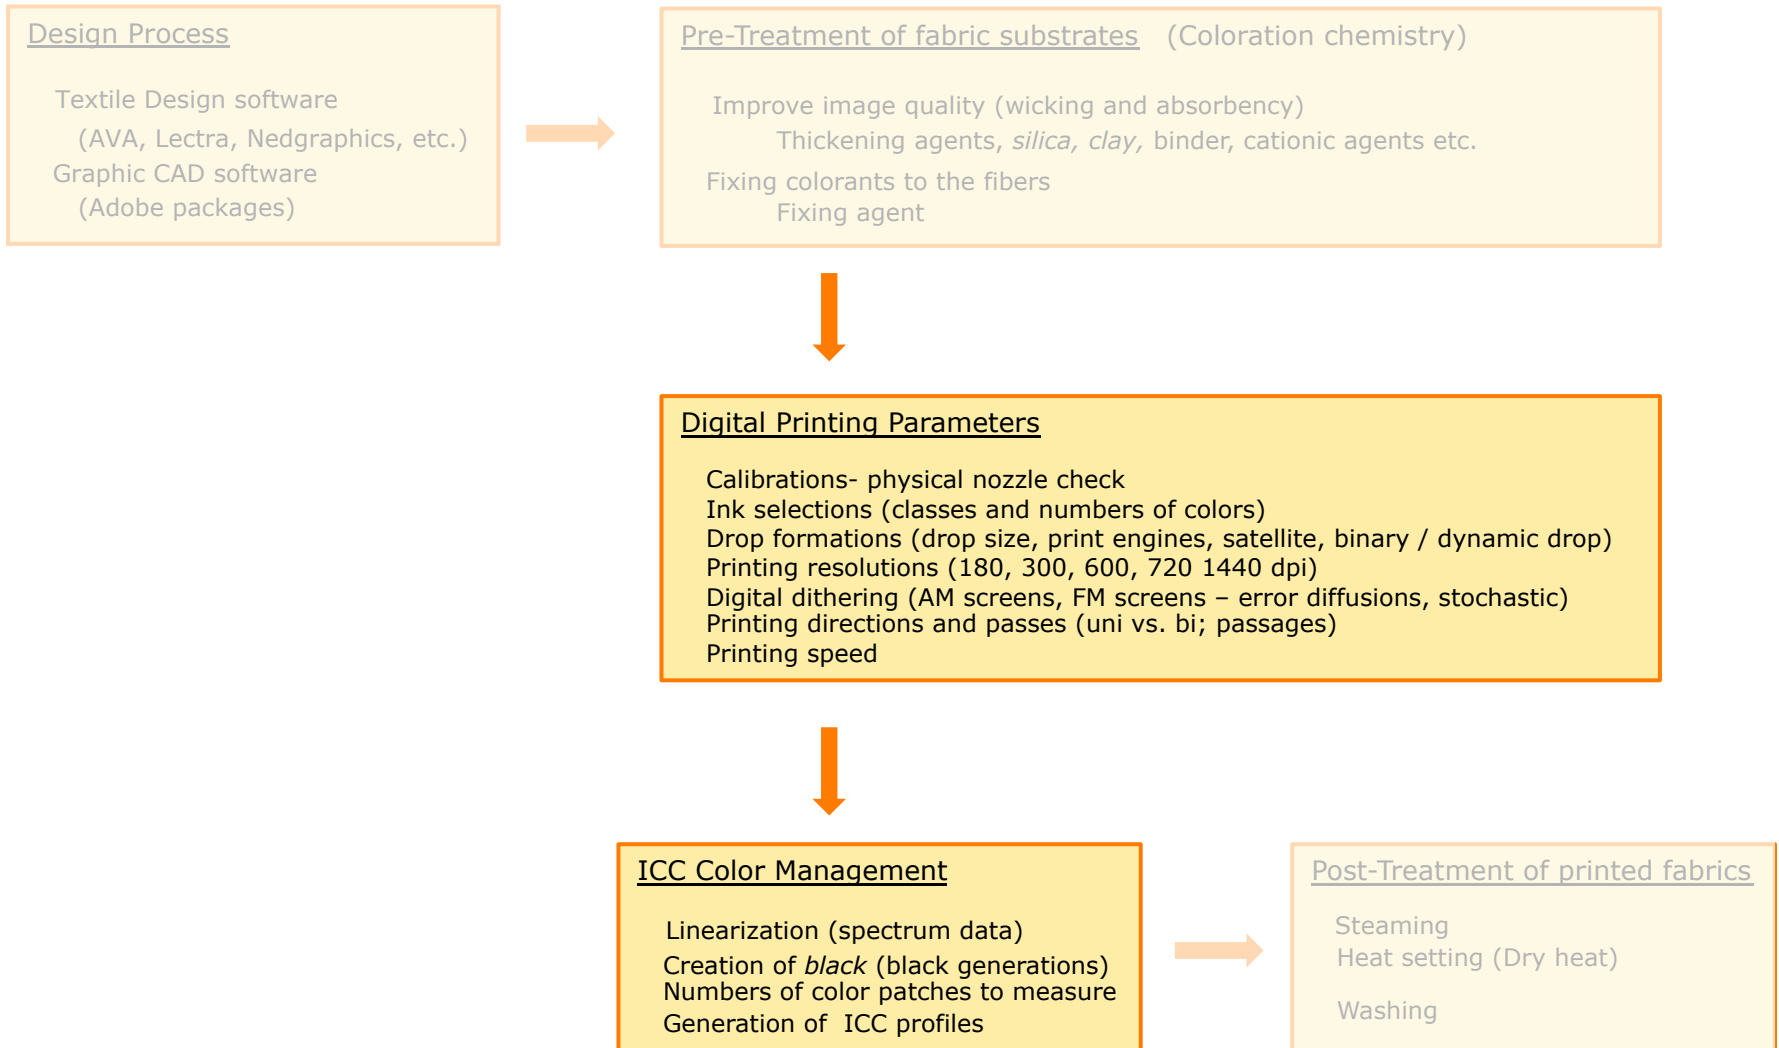 Design Process
Textile Design software
(AVA, Lectra, Nedgraphics, etc.)
Graphic CAD software
(Adobe packages)
Pre-Treatment of fabric substrates (Coloration chemistry)
Improve image quality (wicking and absorbency)
Thickening agents, silica, clay, binder, cationic agents etc.
Fixing colorants to the fibers
Fixing agent
Digital Printing Parameters
Calibrations- physical nozzle check
Ink selections (classes and numbers of colors)
Drop formations (drop size, print engines, satellite, binary / dynamic drop)
Printing resolutions (180, 300, 600, 720 1440 dpi)
Digital dithering (AM screens, FM screens – error diffusions, stochastic)
Printing directions and passes (uni vs. bi; passages)
Printing speed
ICC Color Management
Linearization (spectrum data)
Creation of black (black generations)
Numbers of color patches to measure
Generation of ICC profiles
Post-Treatment of printed fabrics
Steaming
Heat setting (Dry heat)
Washing